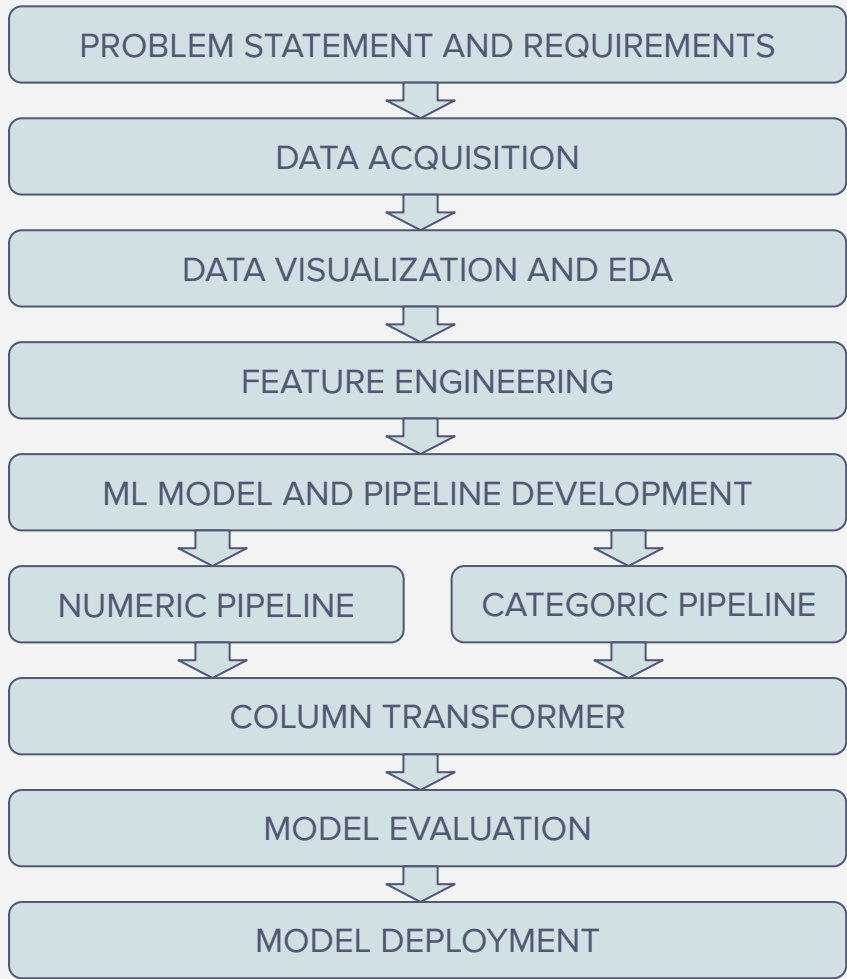 PROBLEM STATEMENT AND REQUIREMENTS
DATA ACQUISITION
DATA VISUALIZATION AND EDA
FEATURE ENGINEERING
ML MODEL AND PIPELINE DEVELOPMENT
NUMERIC PIPELINE
CATEGORIC PIPELINE
COLUMN TRANSFORMER
MODEL EVALUATION
MODEL DEPLOYMENT